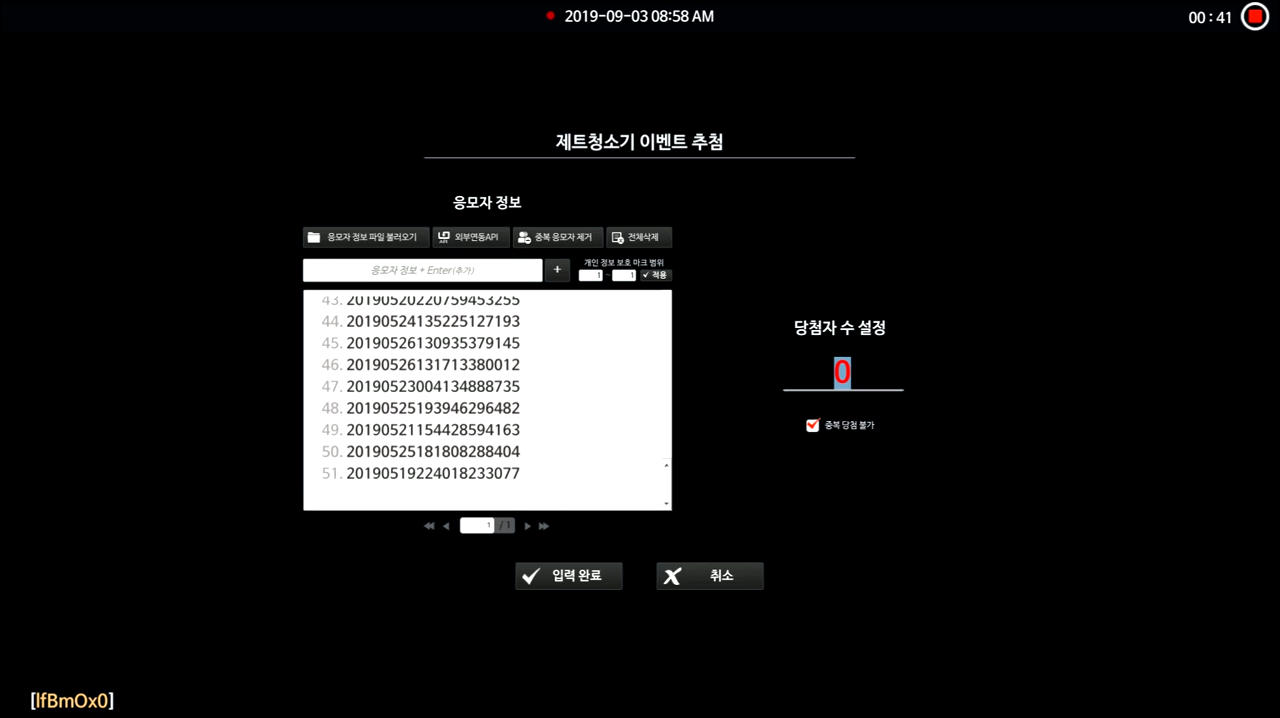 2019-09-03 08:58 AM
00 : 41
제트청소기 이벤트 추첨
응모자 정보
응모자 정보 파일 불러오기
외부연동API
중복 응모자 제거
전체삭제
응모자 정보 + Enter(추가)
+
개인 정보 보호 마크 범위
1 ~ 1 적용
43. 20190520220759453255
44. 20190524135225127193
45. 20190526130935379145
46. 20190526131713380012
47. 20190523004134888735
48. 20190525193946296482
49. 20190521154428594163
50. 20190525181808288404
51. 20190519224018233077
1 / 1
당첨자 수 설정
0
중복 당첨 불가
입력 완료
취소
[lfBmOx0]